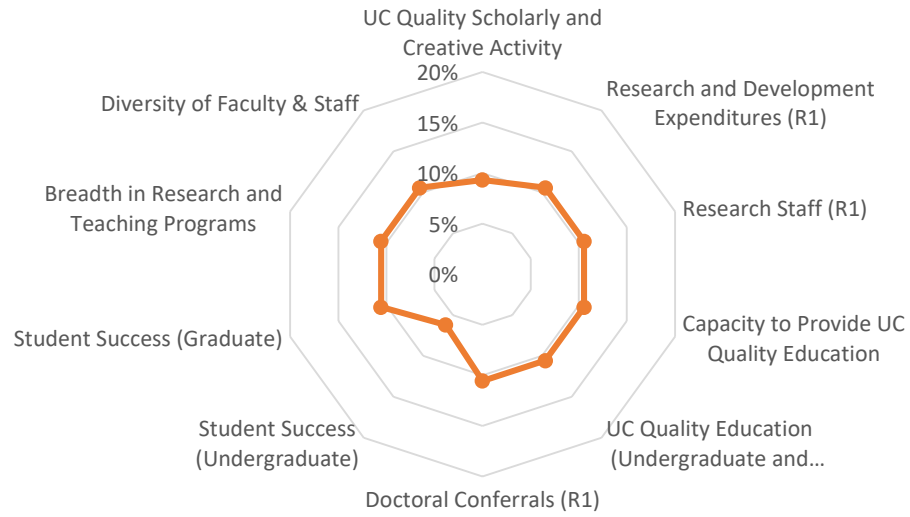 UC Quality Scholarly and
Creative Activity
20%
Research and Development
Expenditures (R1)
Diversity of Faculty & Staff
15%
Breadth in Research and
Teaching Programs
10%
Research Staff (R1)
5%
0%
Student Success (Graduate)
Capacity to Provide UC
Quality Education
Student Success
(Undergraduate)
UC Quality Education
(Undergraduate and...
Doctoral Conferrals (R1)